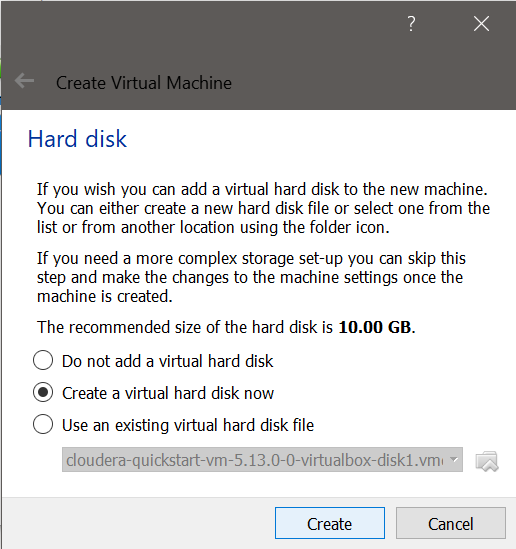 ?
Create Virtual Machine
Hard disk
If you wish you can add a virtual hard disk to the new machine.
You can either create a new hard disk file or select one from the
list or from another location using the folder icon.
If you need a more complex storage set-up you can skip this
step and make the changes to the machine settings once the
machine is created.
The recommended size of the hard disk is 10.00 GB.
Do not add a virtual hard disk
Create a virtual hard disk now
Use an existing virtual hard disk file
cloudera-quickstart-vm-5.13.0-0-virtualbox-disk1.vm
Create Cancel